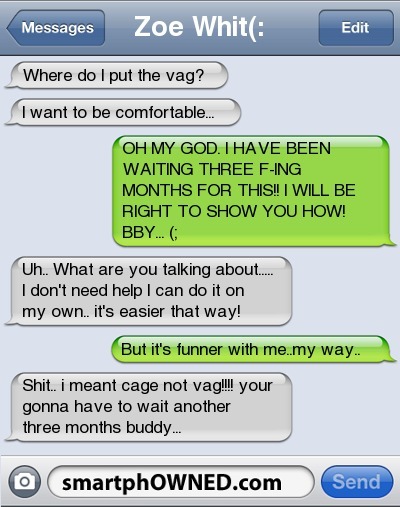 Messages
Zoe Whit(:
Edit
Where do I put the vag?
I want to be comfortable...
OH MY GOD. I HAVE BEEN
WAITING THREE F-ING
MONTHS FOR THIS!! I WILL BE
RIGHT TO SHOW YOU HOW!
BBY... (;
Uh.. What are you talking about.....
I don't need help I can do it on
my own.. it's easier that way!
But it's funner with me..my way..
Shit.. i meant cage not vag!!!! your
gonna have to wait another
three months buddy...
smartphOWNED.com
Send